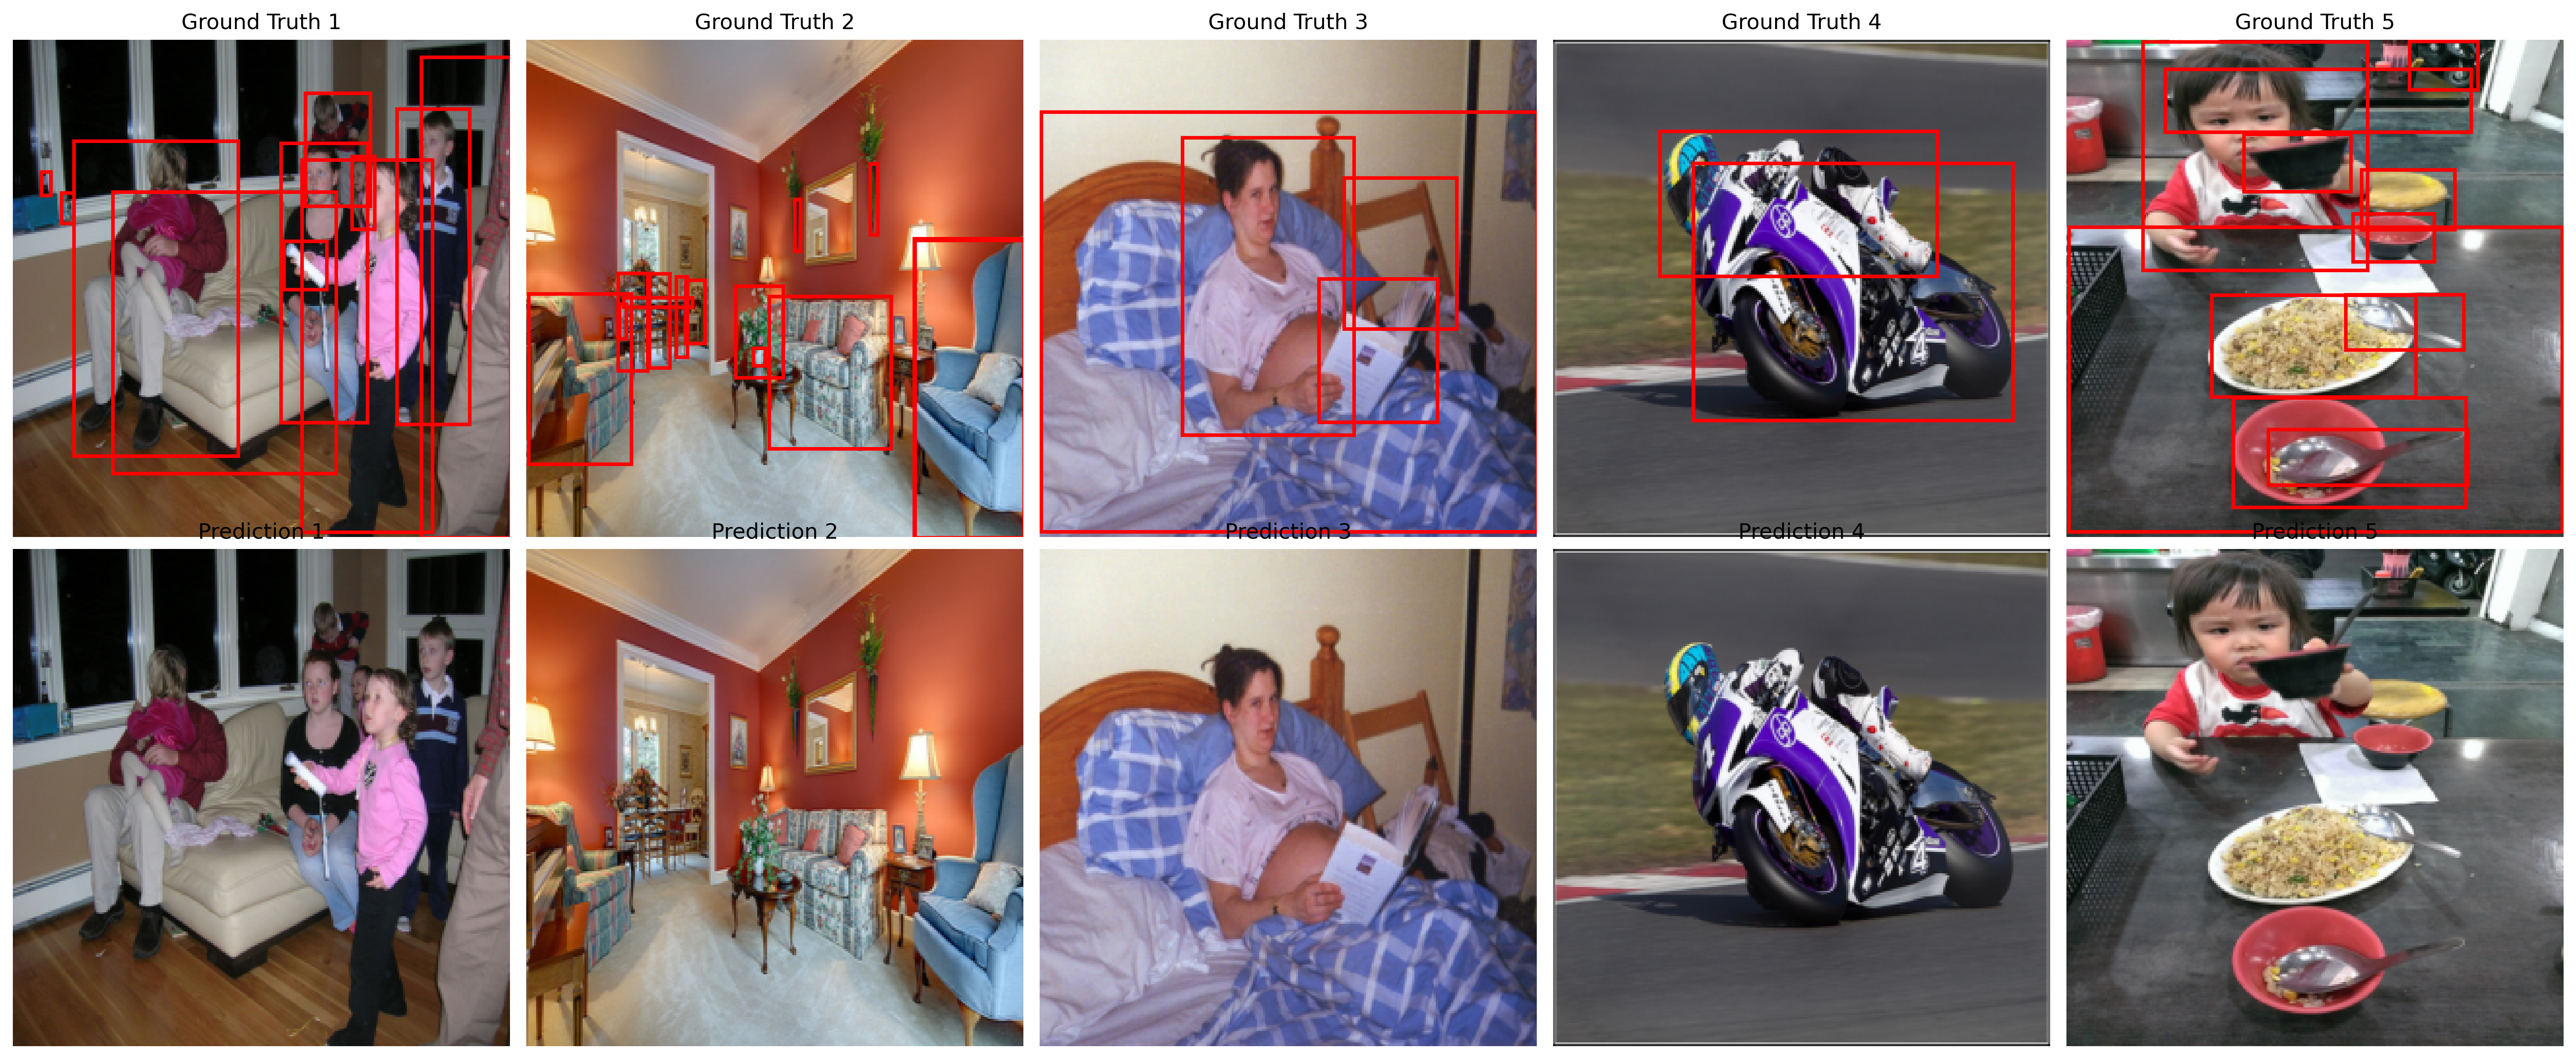 Ground Truth 1
Ground Truth 2
Ground Truth 3
Ground Truth 4
Ground Truth 5
Prediction 1
Prediction 2
Prediction 3
Prediction 4
Prediction 5